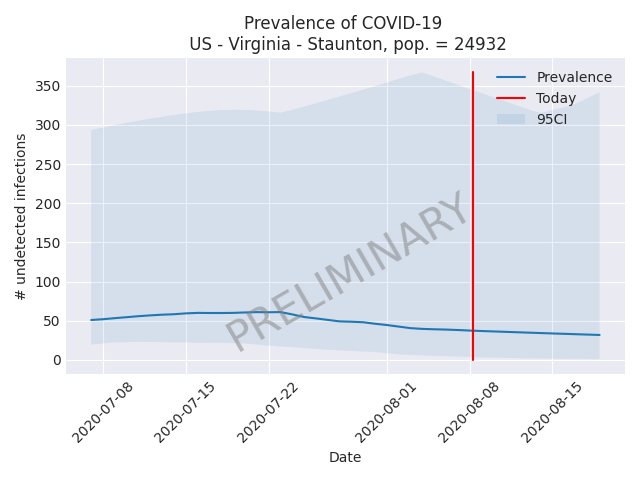 Prevalence of COVID-19
US - Virginia - Staunton, pop. = 24932
Prevalence
Today
95CI
# undetected infections
350
300
250
200
150
100
50
0
PRELIMINARY
2020-07-08
2020-07-15
2020-07-22
2020-08-01
2020-08-08
2020-08-15
Date